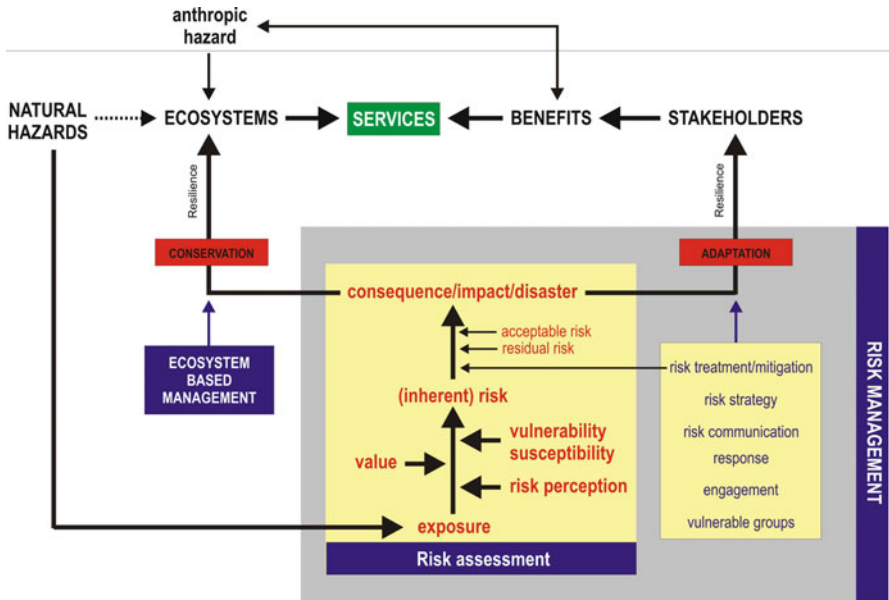 anthropic
hazard
NATURAL
HAZARDS
ECOSYSTEMS
SERVICES
BENEFITS
STAKEHOLDERS
Resilience
Resilience
CONSERVATION
ADAPTATION
consequence/impact/disaster
acceptable risk
residual risk
ECOSYSTEM
BASED
MANAGEMENT
risk treatment/mitigation
(inherent) risk
risk strategy
vulnerability
susceptibility
risk communication
value
response
risk perception
engagement
exposure
vulnerable groups
Risk assessment
RISK MANAGEMENT